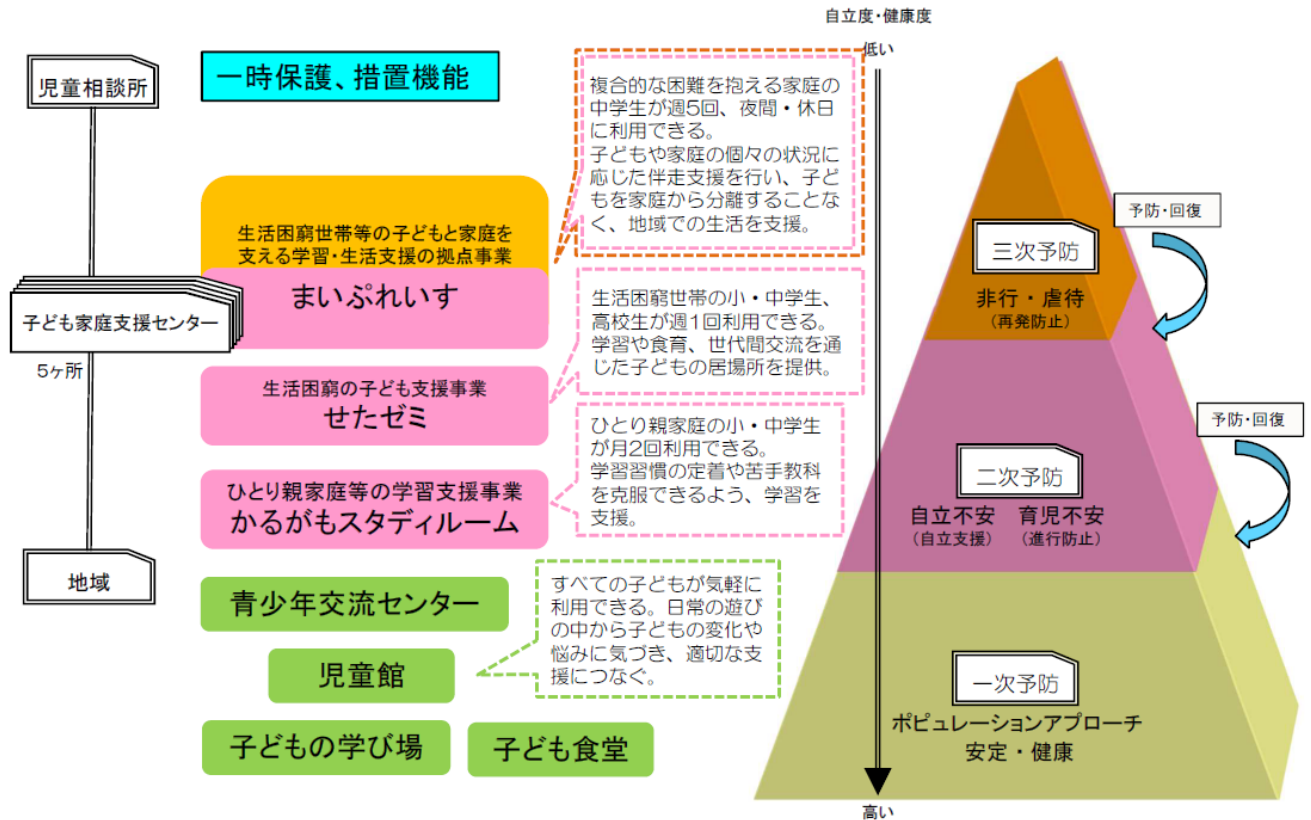 児童相談所
子ども家庭支援センター
5ヶ所
地域
一時保護、措置機能
生活困窮世帯等の子どもと家庭を
支える学習・生活支援の拠点事業
まいぷれいす
生活困窮の子ども支援事業
せたゼミ
ひとり親家庭等の学習支援事業
かるがもスタディルーム
青少年交流センター
児童館
子どもの学び場
子ども食堂
複合的な困難を抱える家庭の
中学生が週5回、夜間・休日
に利用できる。
子どもや家庭の個々の状況に
応じた伴走支援を行い、子ど
もを家庭から分離することな
く、地域での生活を支援。
生活困窮世帯の小・中学生、
高校生が週1回利用できる。
学習や食育、世代間交流を通
じた子どもの居場所を提供。
ひとり親家庭の小・中学生
が月2回利用できる。
学習習慣の定着や苦手教科
を克服できるよう、学習を
支援。
すべての子どもが気軽に
利用できる。日常の遊び
の中から子どもの変化や
悩みに気づき、適切な支
援につなぐ。
自立度・健康度
低い
高い
三次予防
非行・虐待
（再発防止）
予防・回復
二次予防
自立不安 育児不安
（自立支援） （進行防止）
予防・回復
一次予防
ポピュレーションアプローチ
安定・健康